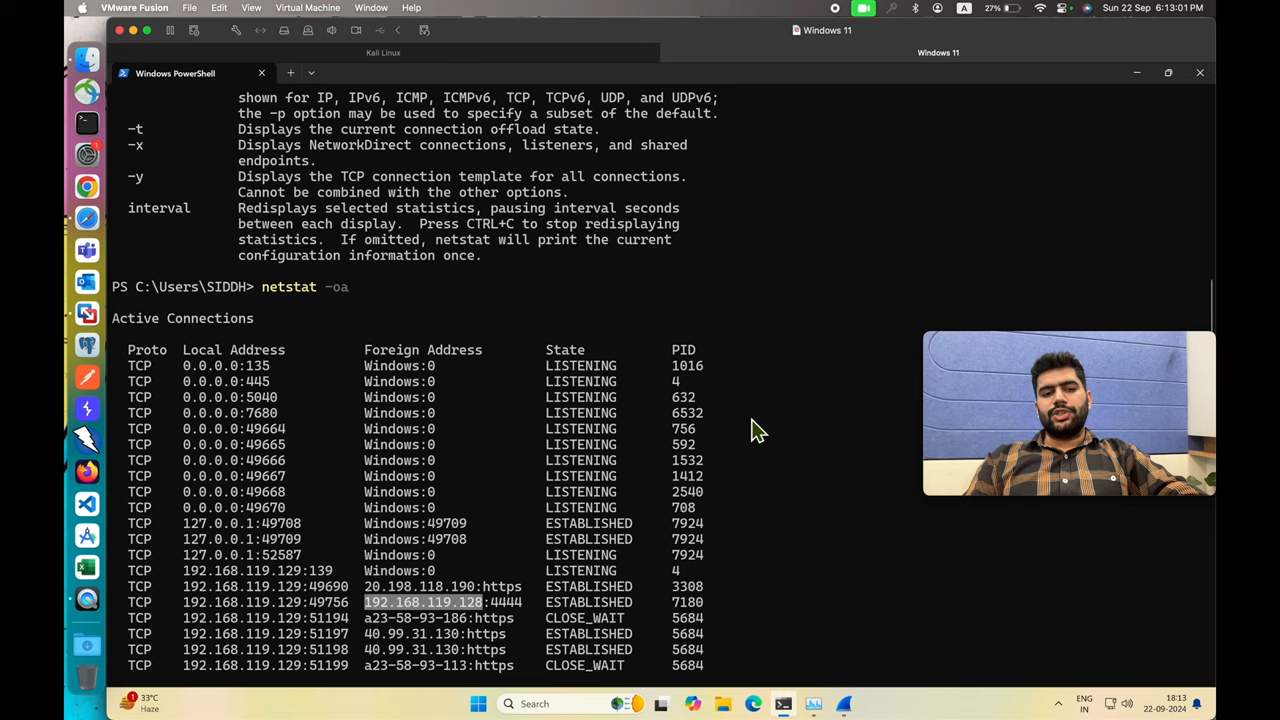 VMware Fusion File Edit View Virtual Machine Window Help A 27% Sun 22 Sep 6:13:01 PM
Windows 11
Kali Linux Windows 11
Windows PowerShell
shown for IP, IPv6, ICMP, ICMPv6, TCP, TCPv6, UDP, and UDPv6;
the -p option may be used to specify a subset of the default.
-t Displays the current connection offload state.
-x Displays NetworkDirect connections, listeners, and shared
endpoints.
-y Displays the TCP connection template for all connections.
Cannot be combined with the other options.
interval Redisplays selected statistics, pausing interval seconds
between each display. Press CTRL+C to stop redisplaying
statistics. If omitted, netstat will print the current
configuration information once.
PS C:\Users\SIDDH> netstat -oa
Active Connections
Proto Local Address Foreign Address State PID
TCP 0.0.0.0:135 Windows:0 LISTENING 1016
TCP 0.0.0.0:445 Windows:0 LISTENING 4
TCP 0.0.0.0:5040 Windows:0 LISTENING 632
TCP 0.0.0.0:7680 Windows:0 LISTENING 6532
TCP 0.0.0.0:49664 Windows:0 LISTENING 756
TCP 0.0.0.0:49665 Windows:0 LISTENING 592
TCP 0.0.0.0:49666 Windows:0 LISTENING 1532
TCP 0.0.0.0:49667 Windows:0 LISTENING 1412
TCP 0.0.0.0:49668 Windows:0 LISTENING 2540
TCP 0.0.0.0:49670 Windows:0 LISTENING 708
TCP 127.0.0.1:49708 Windows:49709 ESTABLISHED 7924
TCP 127.0.0.1:49709 Windows:49708 ESTABLISHED 7924
TCP 127.0.0.1:52587 Windows:0 LISTENING 7924
TCP 192.168.119.129:139 Windows:0 LISTENING 4
TCP 192.168.119.129:49690 20.198.118.190:https ESTABLISHED 3308
TCP 192.168.119.129:49756 192.168.119.128:4444 ESTABLISHED 7180
TCP 192.168.119.129:51194 a23-58-93-186:https CLOSE_WAIT 5684
TCP 192.168.119.129:51197 40.99.31.130:https ESTABLISHED 5684
TCP 192.168.119.129:51198 40.99.31.130:https ESTABLISHED 5684
TCP 192.168.119.129:51199 a23-58-93-113:https CLOSE_WAIT 5684
1 33°C
Haze
Search
ENG
IN
18:13
22-09-2024